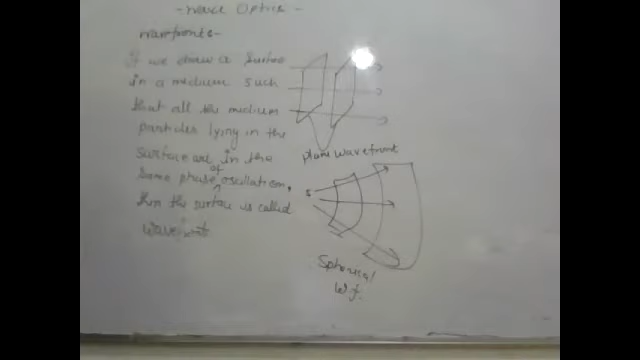 - Wave Optics -
Wavefronts -
If we draw a surface
in a medium such
that all the medium
particles lying in the
surface are in the
same phase of oscillation,
then the surface is called
wavefront
plane wavefront
s
Spherical
w.f.